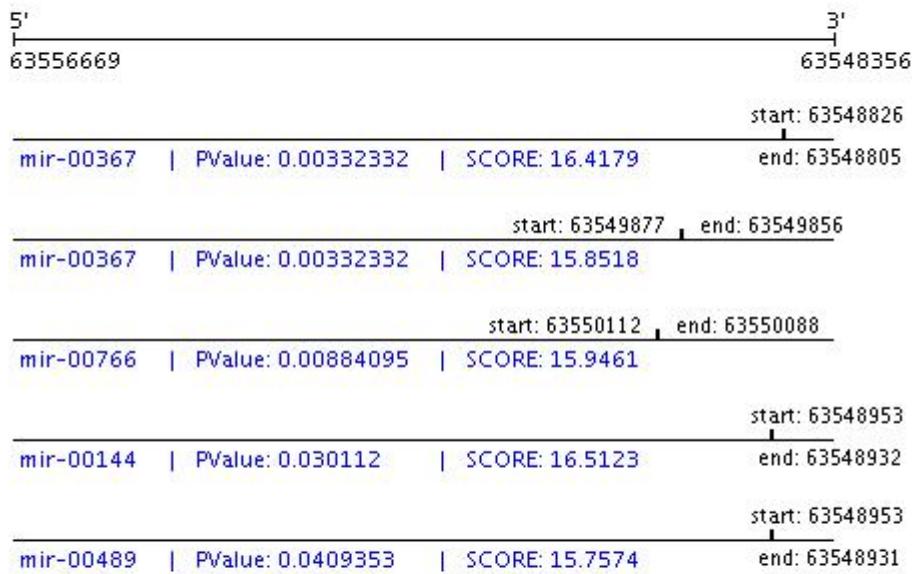 5' 3'
63556669 63548356
start: 63548826
mir-00367 | PValue: 0.00332332 | SCORE: 16.4179 end: 63548805
start: 63549877 end: 63549856
mir-00367 | PValue: 0.00332332 | SCORE: 15.8518
start: 63550112 end: 63550088
mir-00766 | PValue: 0.00884095 | SCORE: 15.9461
start: 63548953
mir-00144 | PValue: 0.030112 | SCORE: 16.5123 end: 63548932
start: 63548953
mir-00489 | PValue: 0.0409353 | SCORE: 15.7574 end: 63548931